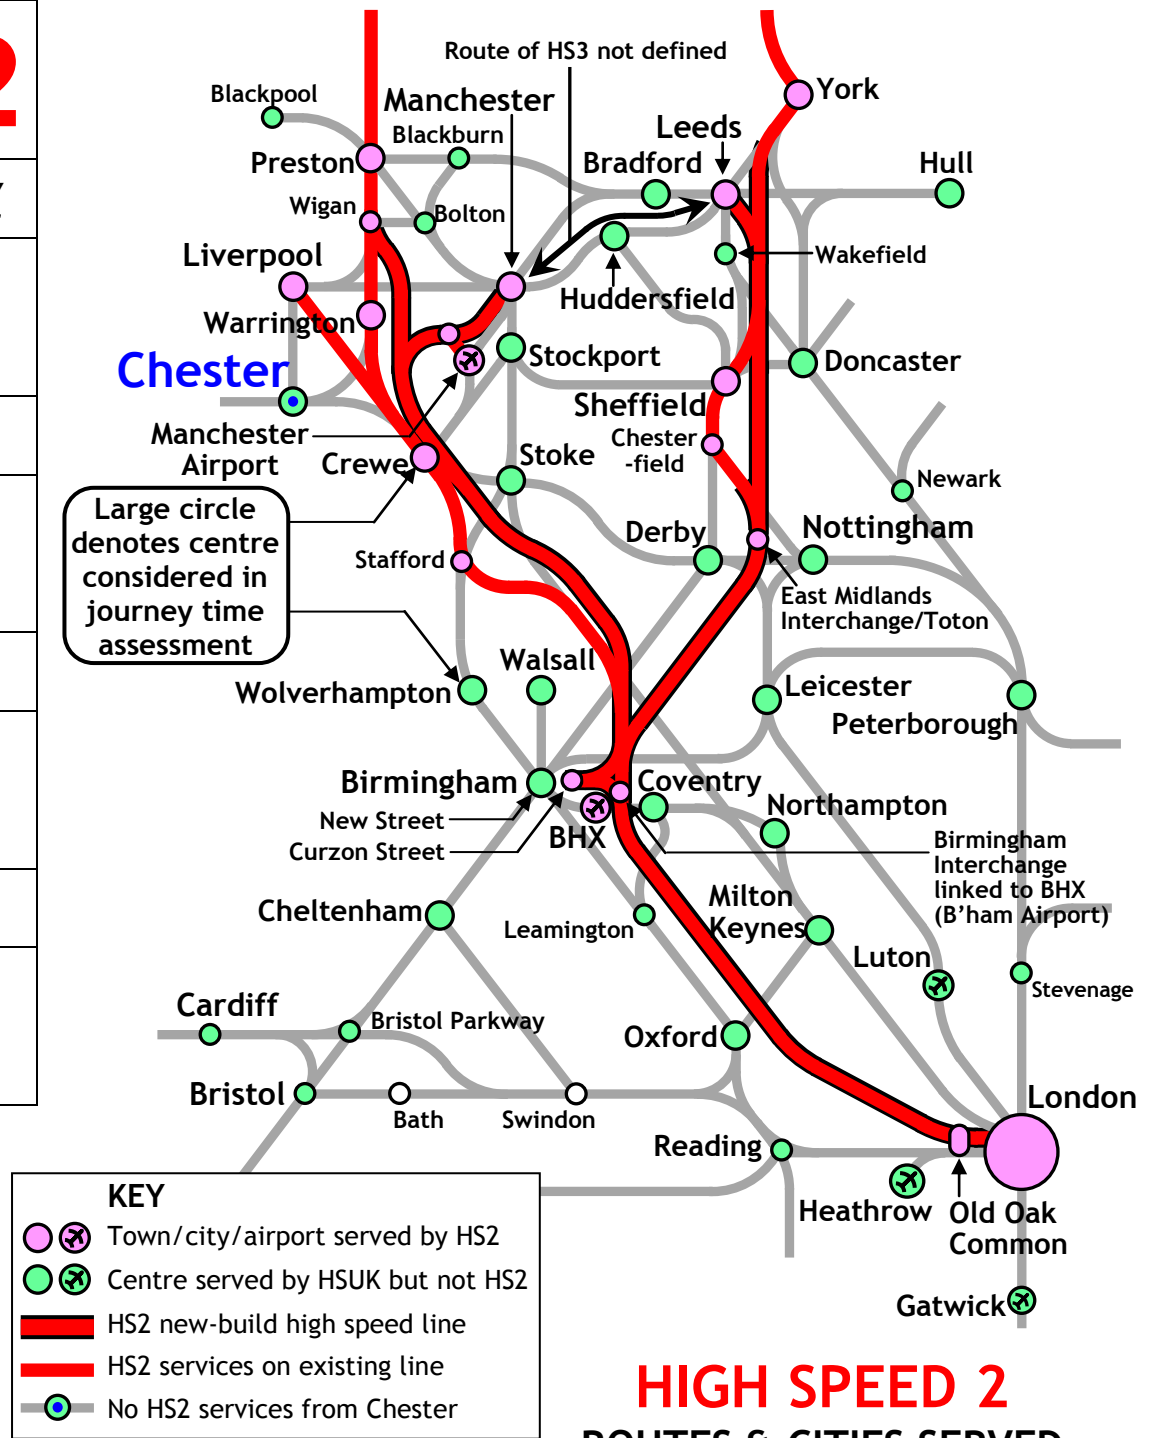 2
Route of HS3 not defined
York
Blackpool
Manchester
Leeds
Blackburn
Preston
Bradford
Hull
Wigan
Bolton
Liverpool
Wakefield
Huddersfield
Warrington
Stockport
Doncaster
Chester
Sheffield
Manchester
Airport
Chester
-field
Crewe
Stoke
Newark
Large circle
denotes centre
considered in
journey time
assessment
Derby
Nottingham
Stafford
East Midlands
Interchange/Toton
Walsall
Wolverhampton
Leicester
Peterborough
Birmingham
Coventry
New Street
Curzon Street
BHX
Northampton
Birmingham
Interchange
linked to BHX
(B'ham Airport)
Cheltenham
Leamington
Milton
Keynes
Luton
Stevenage
Cardiff
Bristol Parkway
Oxford
Bristol
Bath
Swindon
London
Reading
Heathrow
Old Oak
Common
Gatwick
KEY
Town/city/airport served by HS2
Centre served by HSUK but not HS2
HS2 new-build high speed line
HS2 services on existing line
No HS2 services from Chester
HIGH SPEED 2
ROUTES & CITIES SERVED